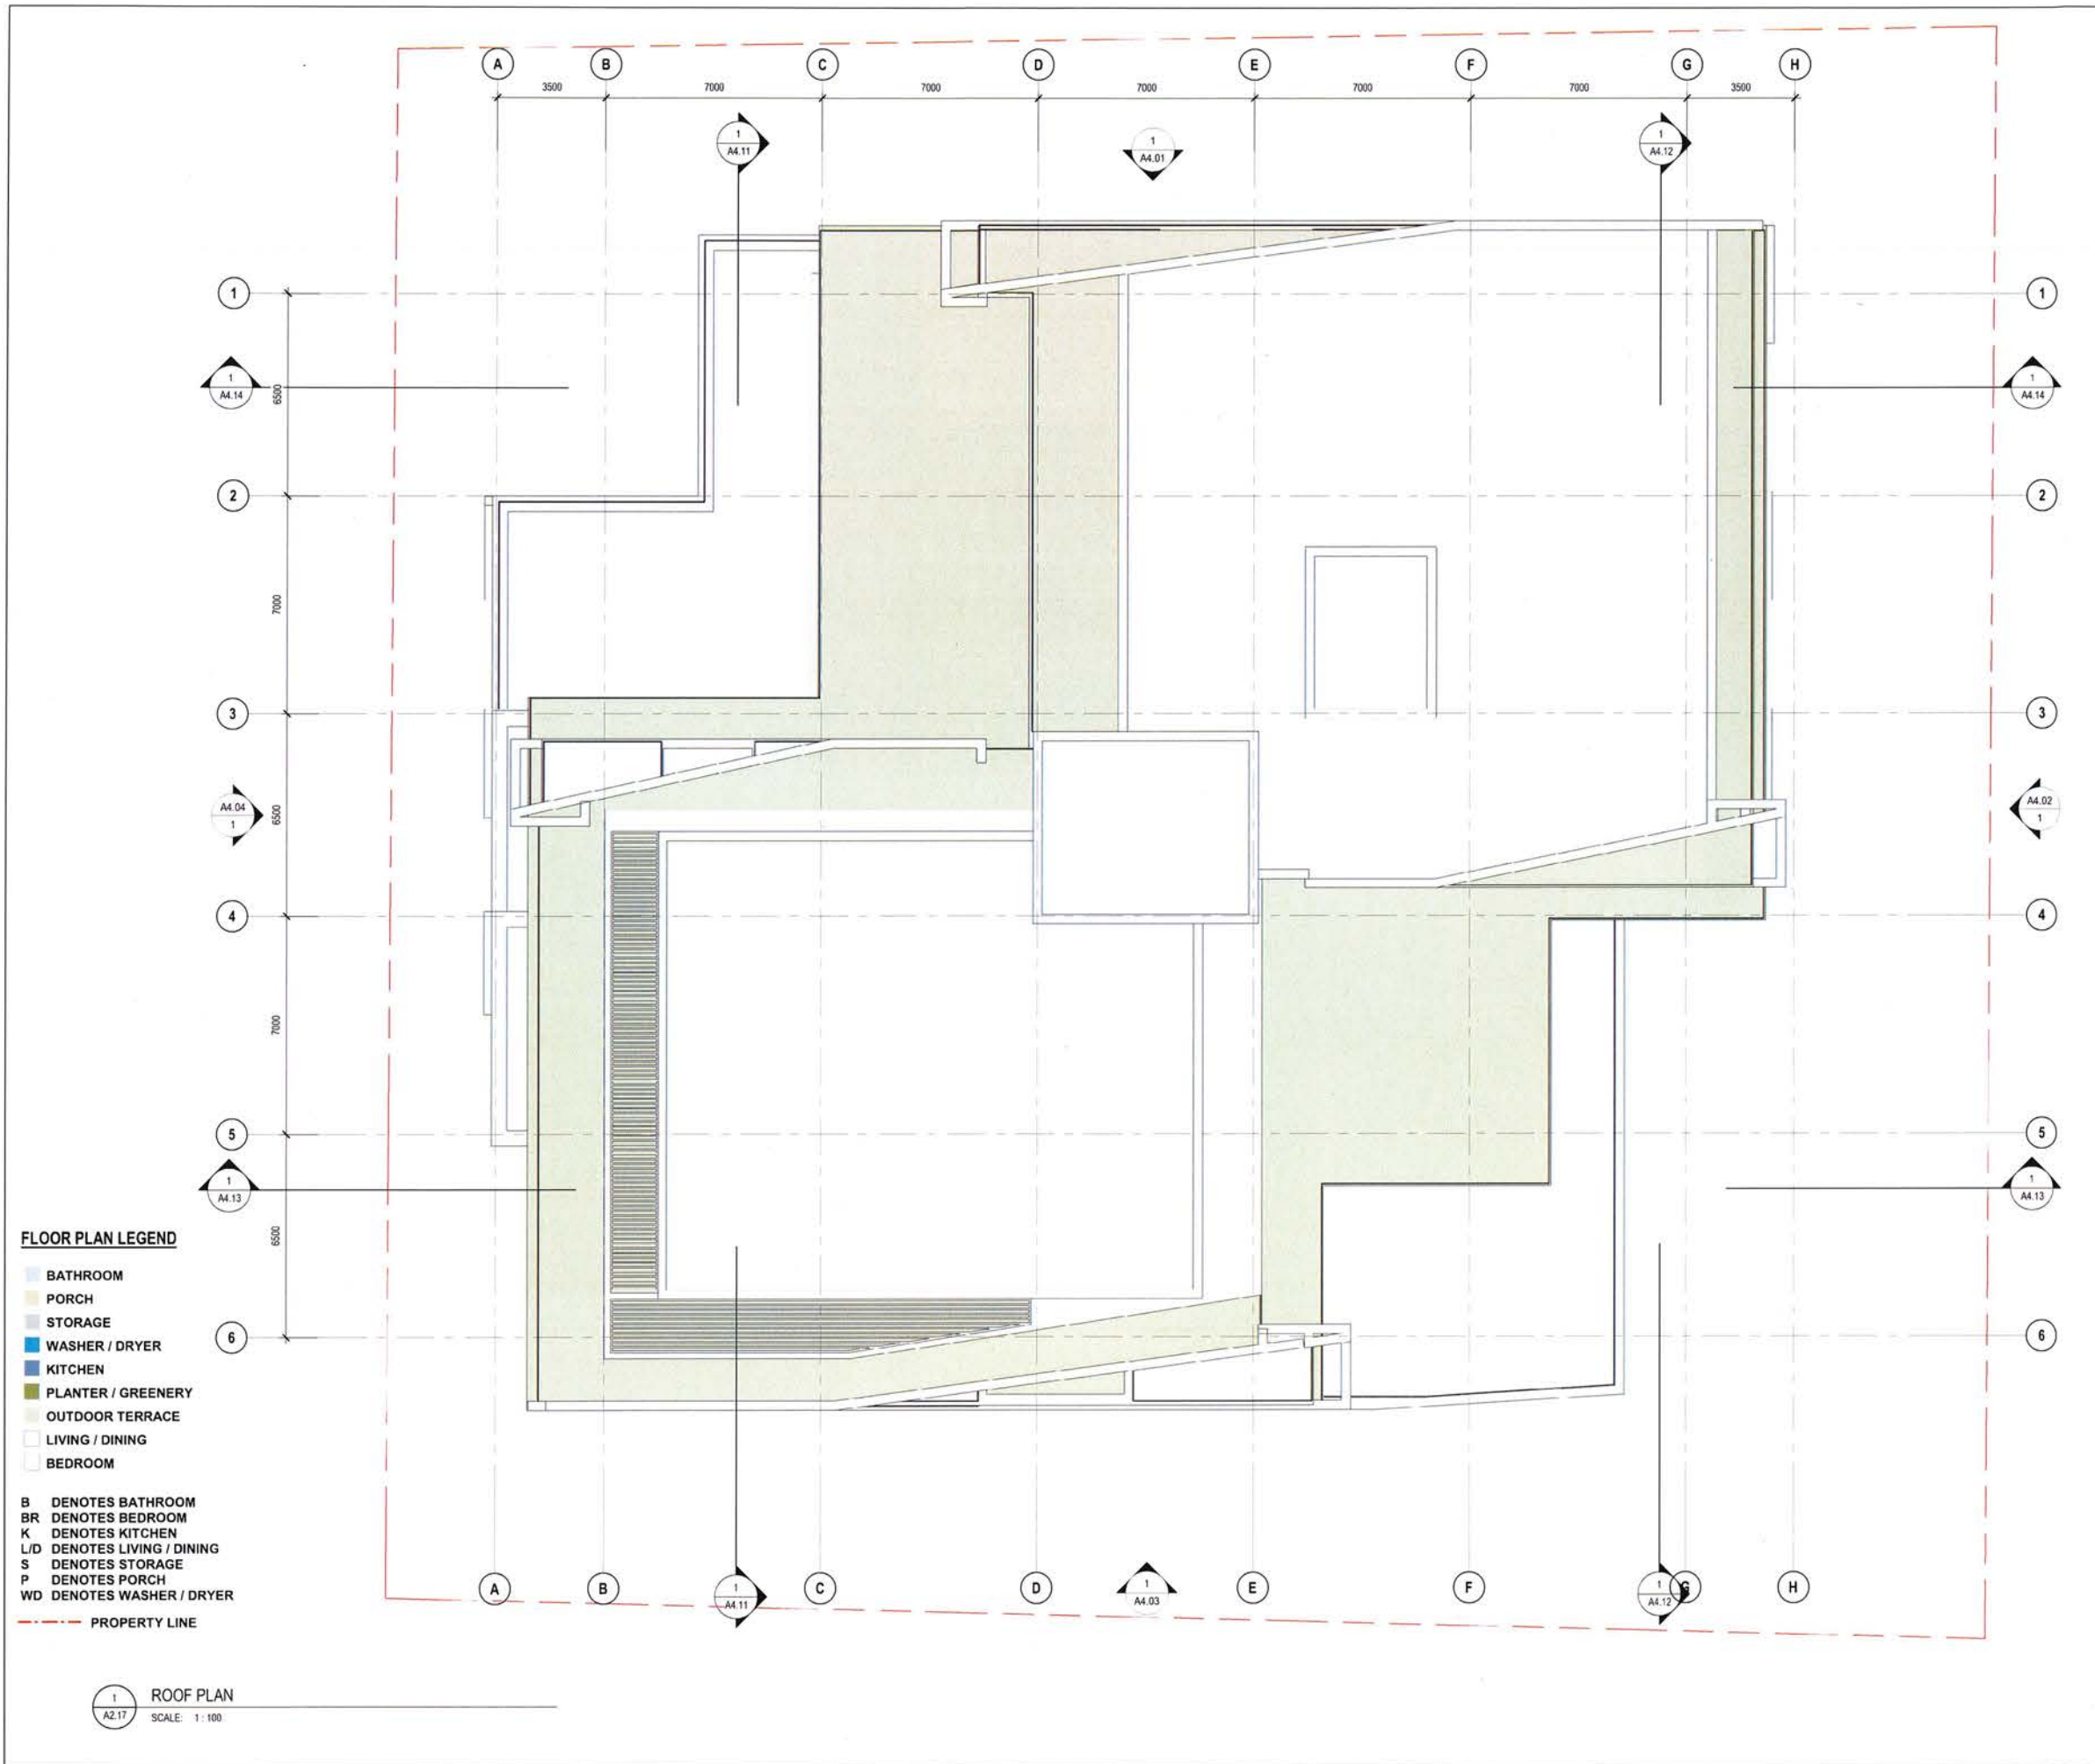 A B C D E F G H
3500 7000 7000 7000 7000 7000 3500
1 A4.11
1 A4.01
1 A4.12
1 1
6500
1 A4.14
1 A4.14
2 2
7000
3 3
A4.04 1
6500
A4.02 1
4 4
7000
5 5
1 A4.13
1 A4.13
6500
6 6
FLOOR PLAN LEGEND
BATHROOM
PORCH
STORAGE
WASHER / DRYER
KITCHEN
PLANTER / GREENERY
OUTDOOR TERRACE
LIVING / DINING
BEDROOM
B DENOTES BATHROOM
BR DENOTES BEDROOM
K DENOTES KITCHEN
L/D DENOTES LIVING / DINING
S DENOTES STORAGE
P DENOTES PORCH
WD DENOTES WASHER / DRYER
PROPERTY LINE
A B C D E F G H
1 A4.11
1 A4.03
1 A4.12
1 A2.17
ROOF PLAN
SCALE: 1 : 100